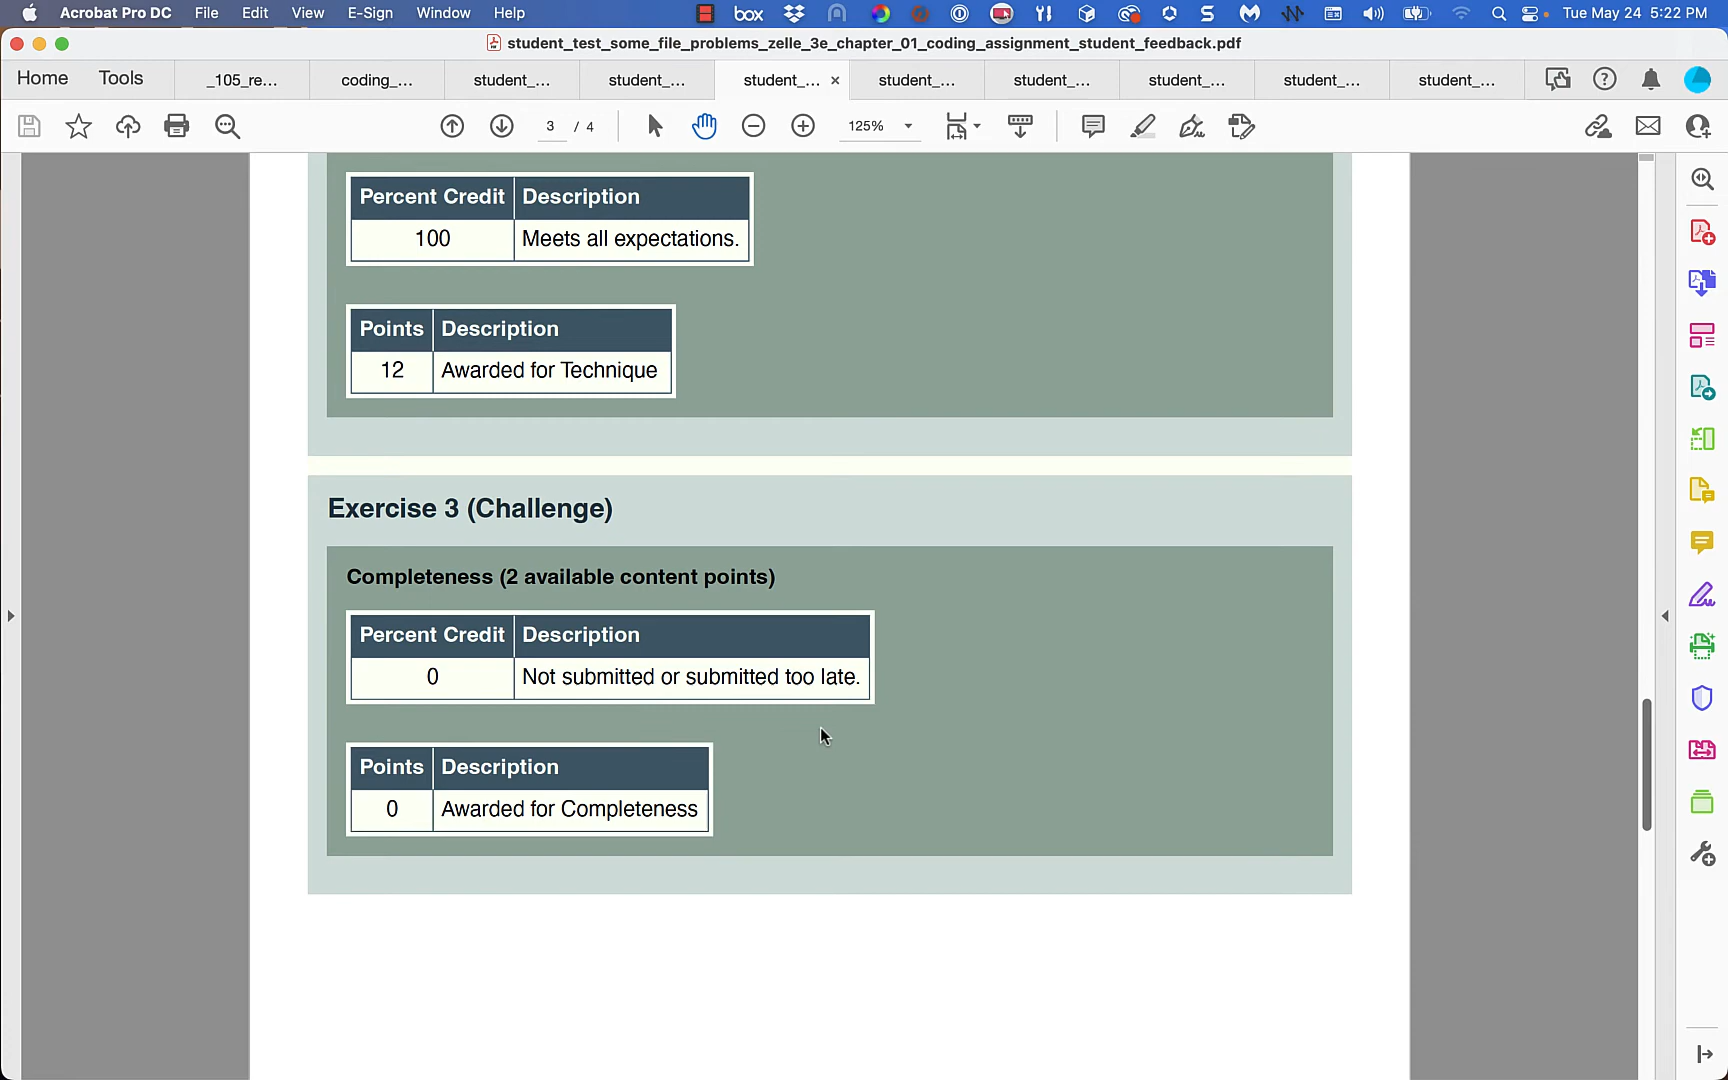 Acrobat Pro DC File Edit View E-Sign Window Help box Tue May 24 5:22 PM
student_test_some_file_problems_zelle_3e_chapter_01_coding_assignment_student_feedback.pdf
Home Tools _105_re... coding_... student_... student_... student_... × student_... student_... student_... student_... student_...
3 / 4 125%
Percent Credit Description
100 Meets all expectations.
Points Description
12 Awarded for Technique
Exercise 3 (Challenge)
Completeness (2 available content points)
Percent Credit Description
0 Not submitted or submitted too late.
Points Description
0 Awarded for Completeness